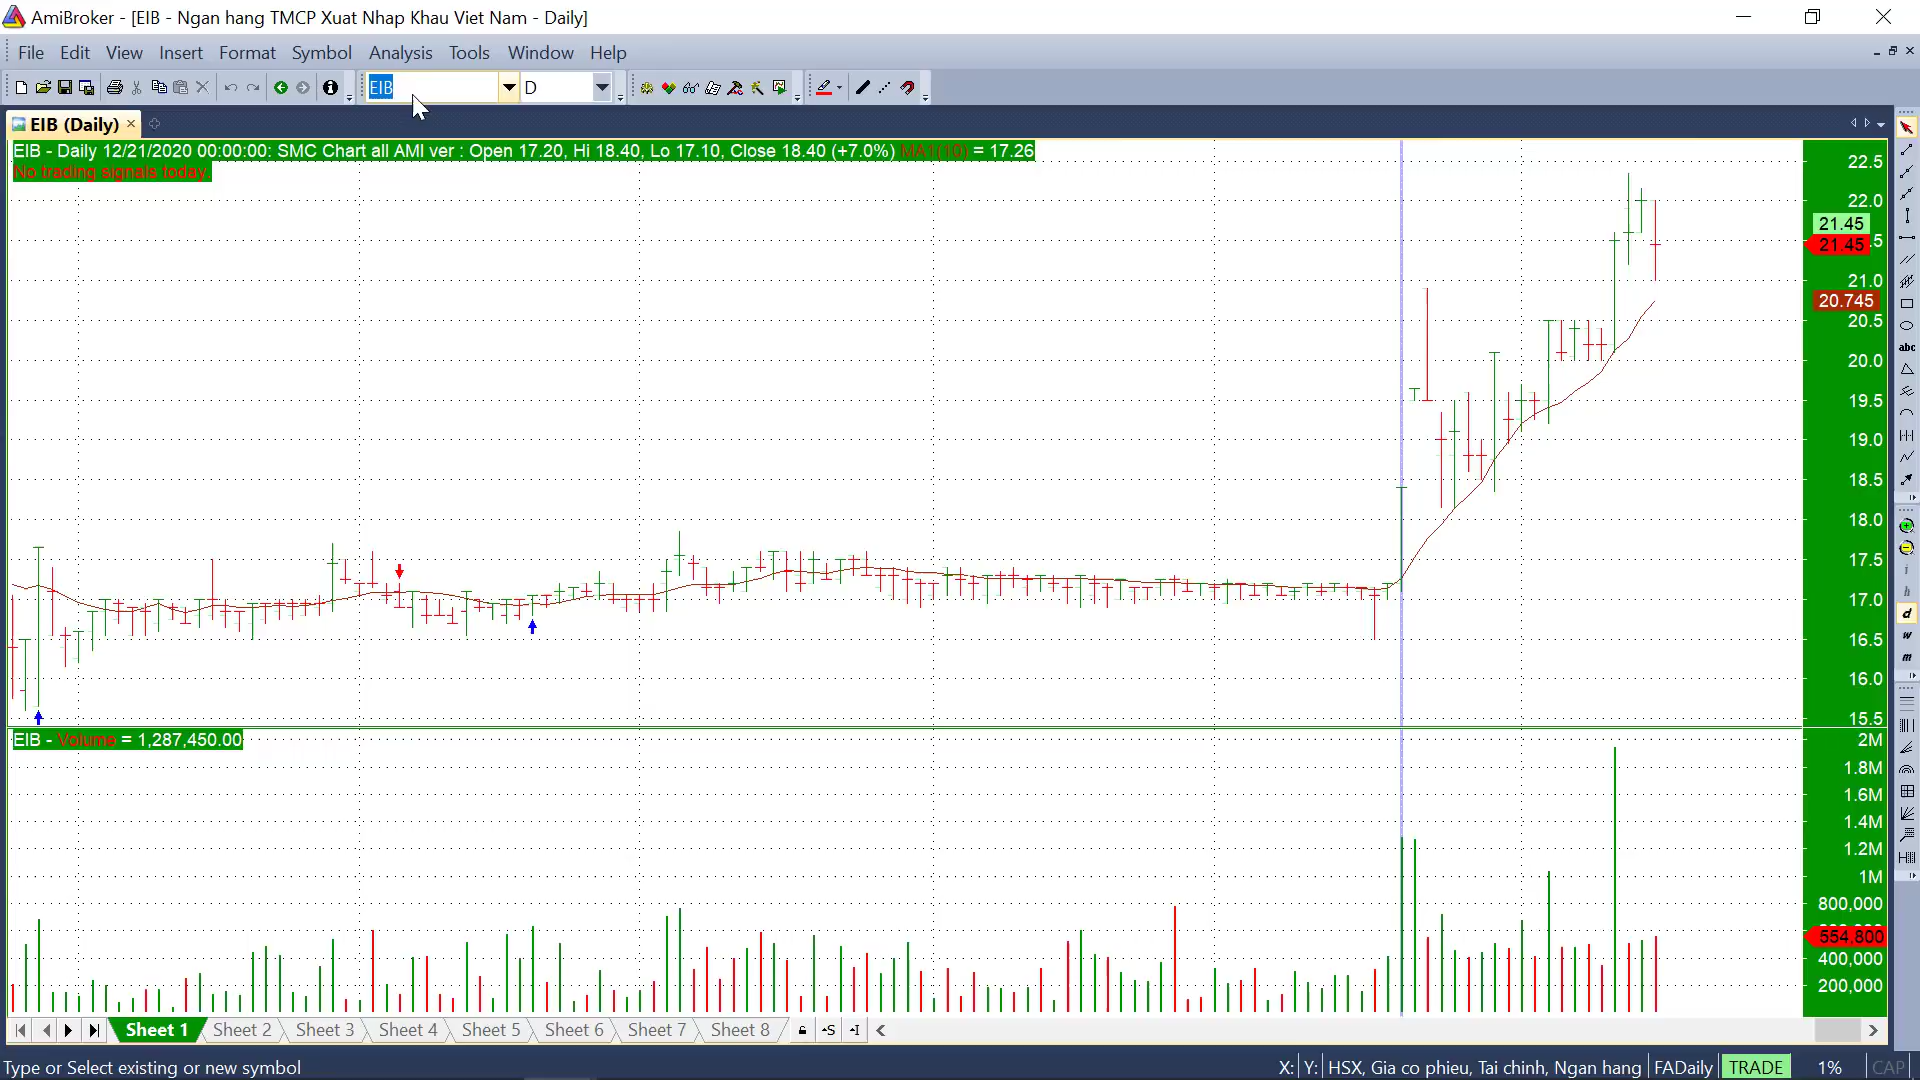 AmiBroker - [EIB - Ngan hang TMCP Xuat Nhap Khau Viet Nam - Daily]
File Edit View Insert Format Symbol Analysis Tools Window Help
EIB D
EIB (Daily)
EIB - Daily 12/21/2020 00:00:00: SMC Chart all AMI ver : Open 17.20, Hi 18.40, Lo 17.10, Close 18.40 (+7.0%) MA1(10) = 17.26
No trading signals today.
22.5
22.0
21.45
21.45
21.0
20.745
20.5
20.0
19.5
19.0
18.5
18.0
17.5
17.0
16.5
16.0
15.5
abc
i
h
d
w
m
EIB - Volume = 1,287,450.00
2M
1.8M
1.6M
1.4M
1.2M
1M
800,000
554,800
400,000
200,000
Sheet 1 Sheet 2 Sheet 3 Sheet 4 Sheet 5 Sheet 6 Sheet 7 Sheet 8
Type or Select existing or new symbol X: Y: HSX, Gia co phieu, Tai chinh, Ngan hang FADaily TRADE 1% CAP